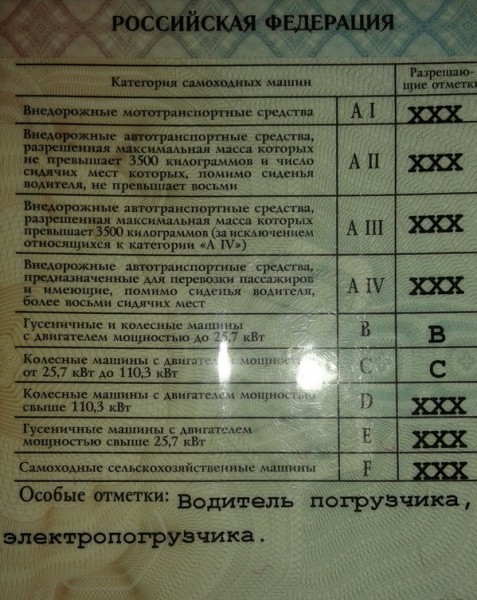 РОССИЙСКАЯ ФЕДЕРАЦИЯ
Категория самоходных машин
Разрешаю-
щие отметки
Внедорожные мототранспортные средства A I XXX
Внедорожные автотранспортные средства,
разрешенная максимальная масса которых
не превышает 3500 килограммов и число
сидячих мест которых, помимо сиденья
водителя, не превышает восьми
A II XXX
Внедорожные автотранспортные средства,
разрешенная максимальная масса которых
превышает 3500 килограммов (за исключением
относящихся к категории «A IV»)
A III XXX
Внедорожные автотранспортные средства,
предназначенные для перевозки пассажиров
и имеющие, помимо сиденья водителя,
более восьми сидячих мест
A IV XXX
Гусеничные и колесные машины
с двигателем мощностью до 25,7 кВт
B B
Колесные машины с двигателем мощностью
от 25,7 кВт до 110,3 кВт
C C
Колесные машины с двигателем мощностью
свыше 110,3 кВт
D XXX
Гусеничные машины с двигателем
мощностью свыше 25,7 кВт
E XXX
Самоходные сельскохозяйственные машины F XXX
Особые отметки: Водитель погрузчика,
электропогрузчика.